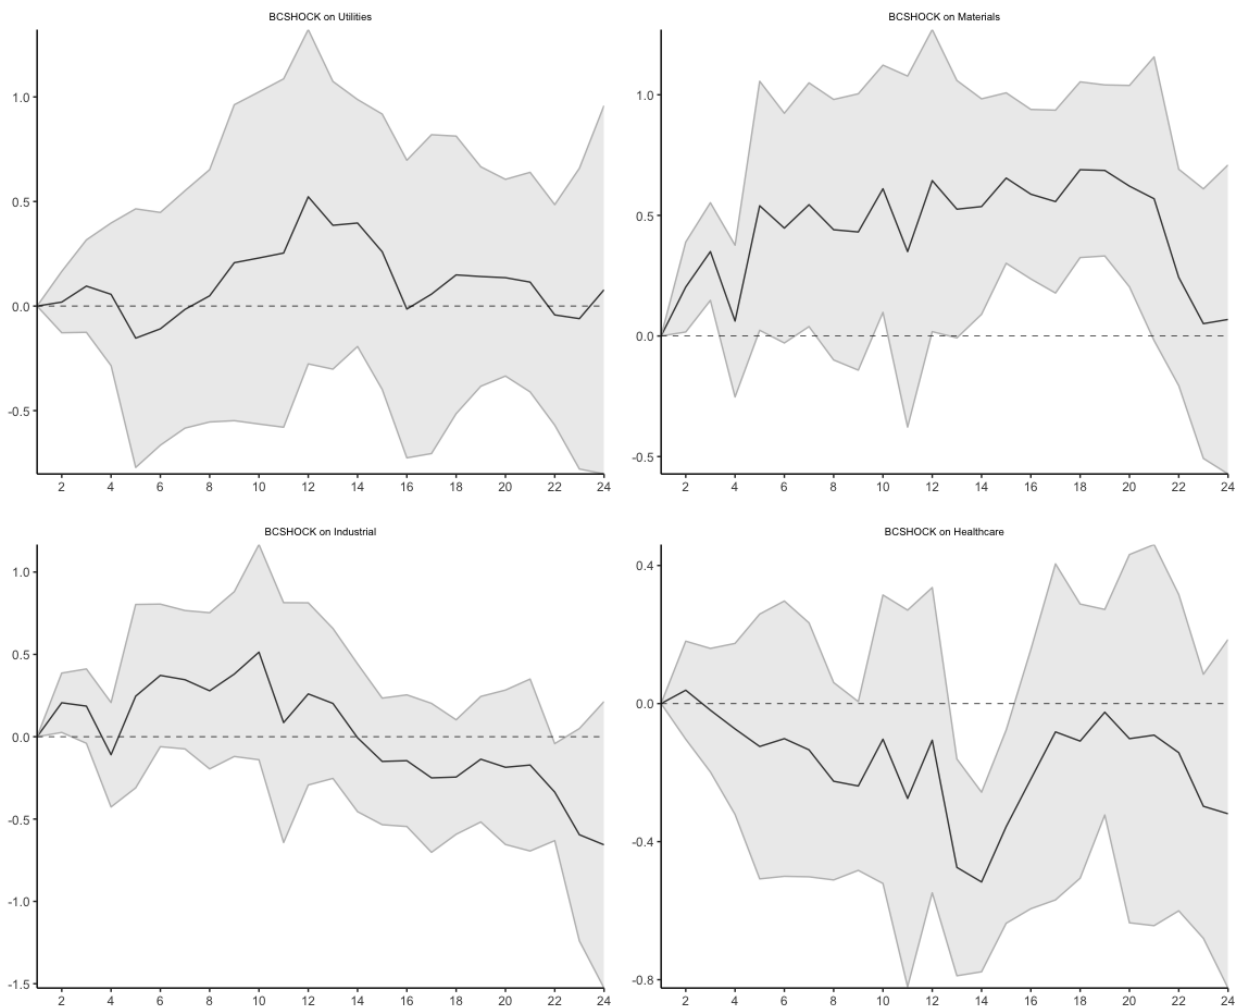 BCSHOCK on Utilities
1.0
0.5
0.0
-0.5
2 4 6 8 10 12 14 16 18 20 22 24
BCSHOCK on Materials
1.0
0.5
0.0
-0.5
2 4 6 8 10 12 14 16 18 20 22 24
BCSHOCK on Industrial
1.0
0.5
0.0
-0.5
-1.0
-1.5
2 4 6 8 10 12 14 16 18 20 22 24
BCSHOCK on Healthcare
0.4
0.0
-0.4
-0.8
2 4 6 8 10 12 14 16 18 20 22 24